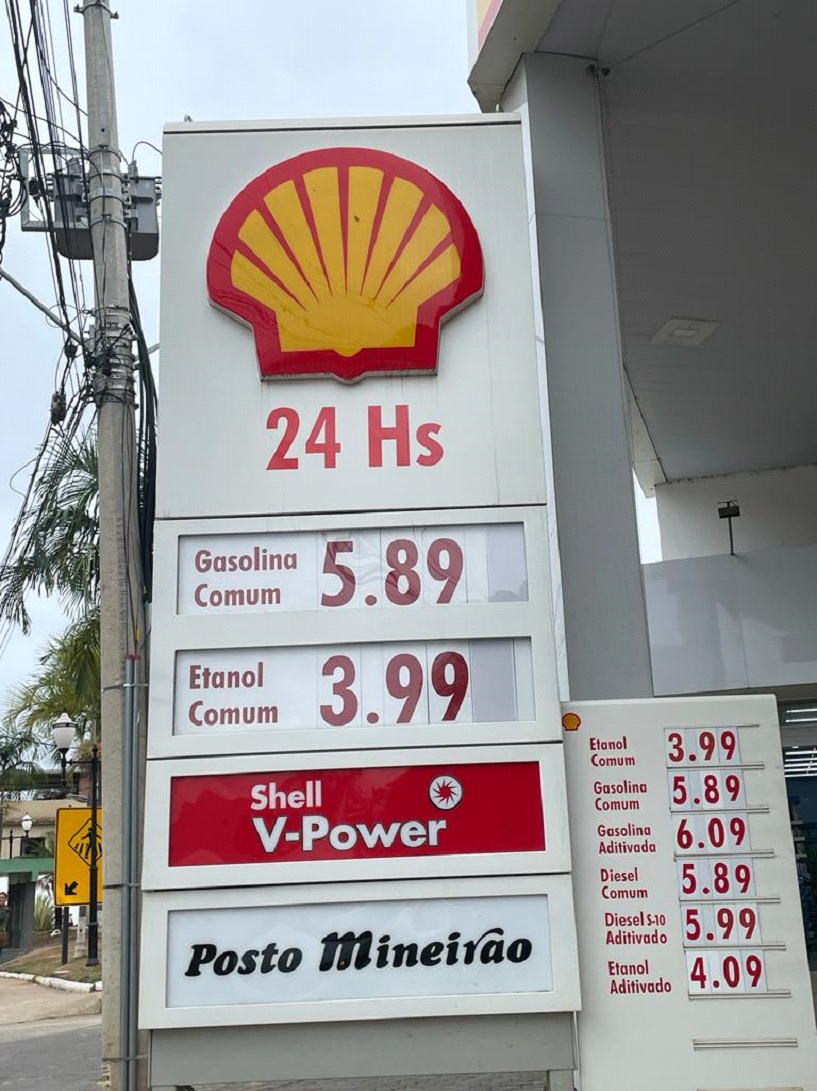 24 Hs
Gasolina
Comum
5.89
Etanol
Comum
3.99
Shell
V-Power
Posto Mineirão
Etanol
Comum
3.99
Gasolina
Comum
5.89
Gasolina
Aditivada
6.09
Diesel
Comum
5.89
Diesel S-10
Aditivado
5.99
Etanol
Aditivado
4.09